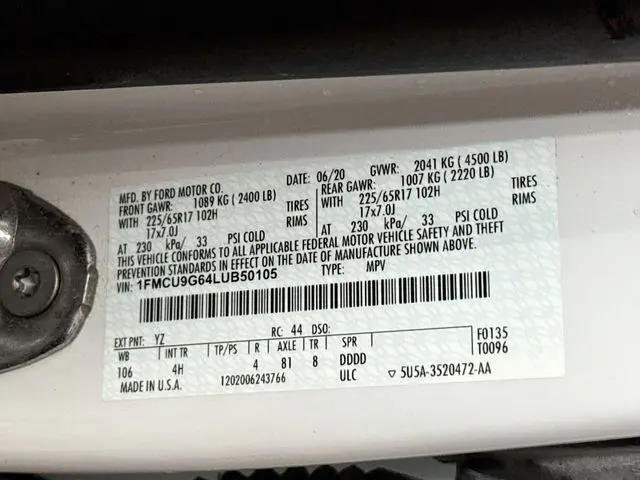 MFD. BY FORD MOTOR CO. DATE: 06/20 GVWR: 2041 KG ( 4500 LB)
FRONT GAWR: 1089 KG ( 2400 LB) REAR GAWR: 1007 KG ( 2220 LB)
WITH 225/65R17 102H TIRES WITH 225/65R17 102H TIRES
17x7.0J RIMS 17x7.0J RIMS
AT 230 kPa/ 33 PSI COLD AT 230 kPa/ 33 PSI COLD
THIS VEHICLE CONFORMS TO ALL APPLICABLE FEDERAL MOTOR VEHICLE SAFETY AND THEFT
PREVENTION STANDARDS IN EFFECT ON THE DATE OF MANUFACTURE SHOWN ABOVE.
VIN: 1FMCU9G64LUB50105 TYPE: MPV
EXT PNT: YZ RC: 44 DSO: F0135
WB INT TR TP/PS R AXLE TR SPR T0096
106 4H 4 81 8 DDDD
MADE IN U.S.A. 1202006243766 ULC ▽ 5U5A-3520472-AA